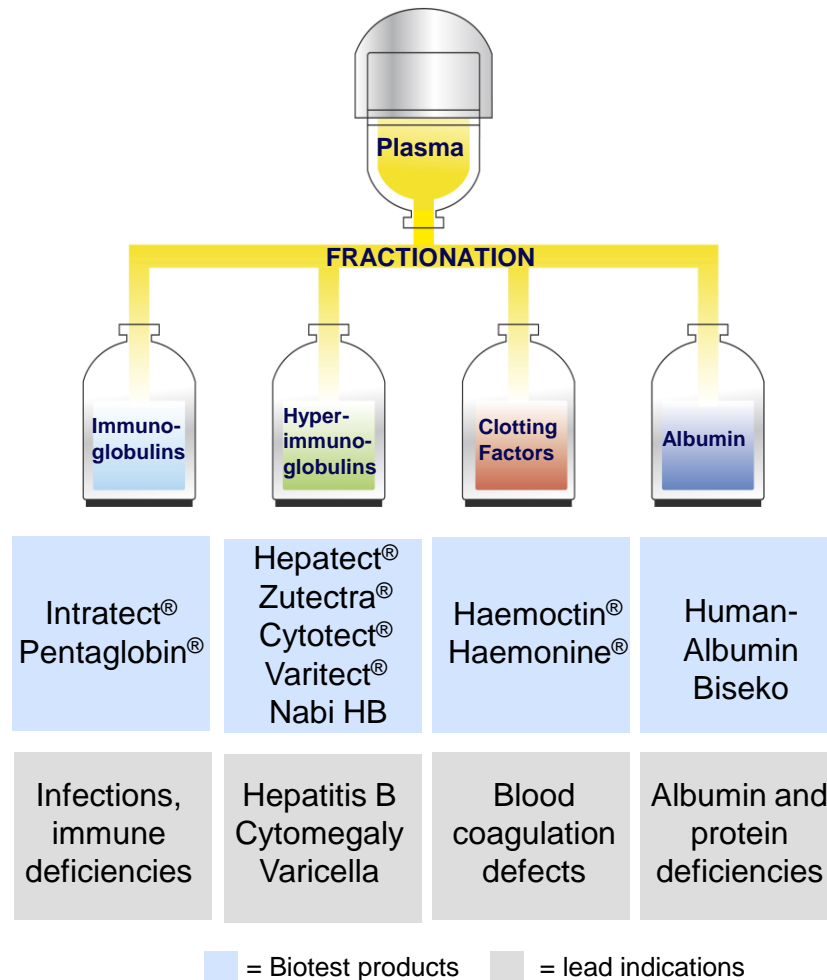 Plasma
FRACTIONATION
Immuno-
globulins
Hyper-
immuno-
globulins
Clotting
Factors
Albumin
Intratect®
Pentaglobin®
Hepatect®
Zutectra®
Cytotect®
Varitect®
Nabi HB
Haemoctin®
Haemonine®
Human-
Albumin
Biseko
Infections,
immune
deficiencies
Hepatitis B
Cytomegaly
Varicella
Blood
coagulation
defects
Albumin and
protein
deficiencies
= Biotest products
= lead indications